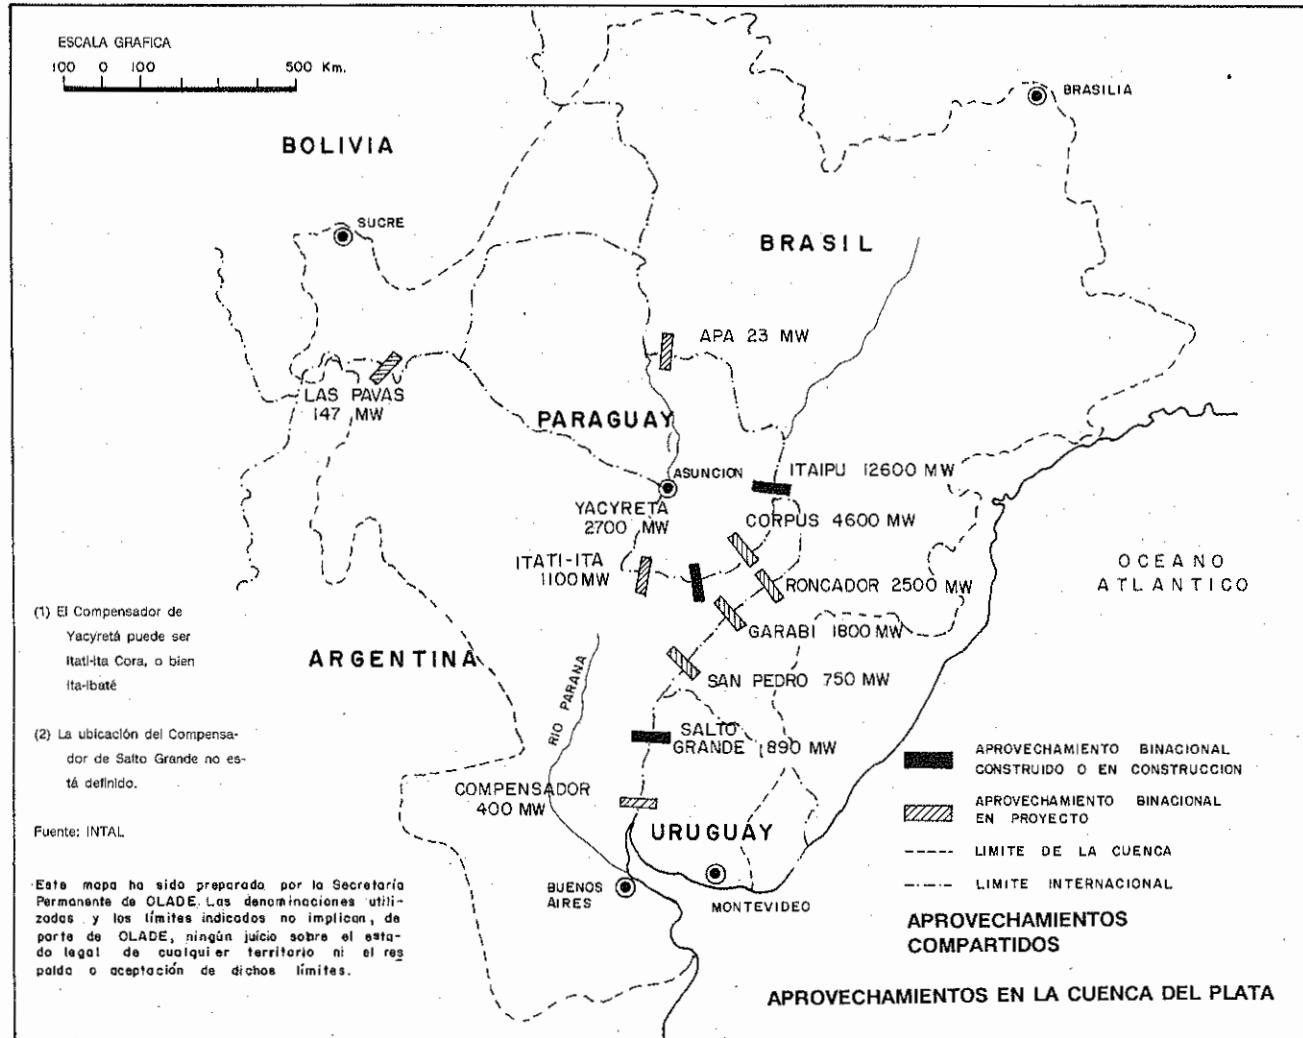 ESCALA GRAFICA
100 0 100 500 Km.
BOLIVIA
SUCRE
BRASILIA
BRASIL
APA 23 MW
LAS PAVAS
147 MW
PARAGUAY
ASUNCION
ITAIPU 12600 MW
YACYRETA
2700 MW
CORPUS 4600 MW
ITATI-ITA
1100 MW
RONCADOR 2500 MW
OCEANO
ATLANTICO
GARABI 1800 MW
ARGENTINA
SAN PEDRO 750 MW
RIO PARANA
SALTO
GRANDE 890 MW
COMPENSADOR
400 MW
URUGUAY
BUENOS
AIRES
MONTEVIDEO
(1) El Compensador de
Yacyretá puede ser
Itati-ita Cora, o bien
Ita-Ibaté
(2) La ubicación del Compensa-
dor de Salto Grande no es-
tá definido.
Fuente: INTAL
Este mapa ha sido preparado por la Secretaría
Permanente de OLADE. Las denominaciones utili-
zadas y los límites indicados no implican, de
parte de OLADE, ningún juicio sobre el esta-
do legal de cualquier territorio ni el res
paldo o aceptación de dichos límites.
APROVECHAMIENTO BINACIONAL
CONSTRUIDO O EN CONSTRUCCION
APROVECHAMIENTO BINACIONAL
EN PROYECTO
LIMITE DE LA CUENCA
LIMITE INTERNACIONAL
APROVECHAMIENTOS
COMPARTIDOS
APROVECHAMIENTOS EN LA CUENCA DEL PLATA